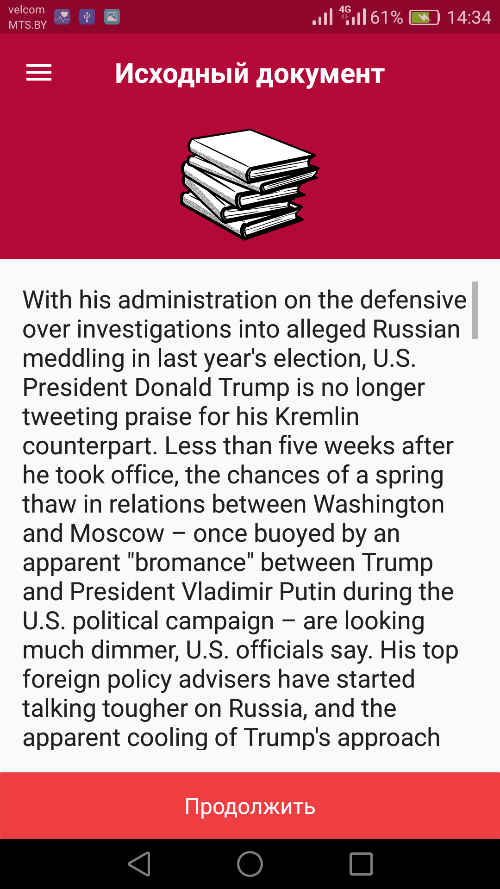 velcom
MTS.BY
4G
61%
14:34
Исходный документ
With his administration on the defensive
over investigations into alleged Russian
meddling in last year's election, U.S.
President Donald Trump is no longer
tweeting praise for his Kremlin
counterpart. Less than five weeks after
he took office, the chances of a spring
thaw in relations between Washington
and Moscow – once buoyed by an
apparent "bromance" between Trump
and President Vladimir Putin during the
U.S. political campaign – are looking
much dimmer, U.S. officials say. His top
foreign policy advisers have started
talking tougher on Russia, and the
apparent cooling of Trump's approach
Продолжить